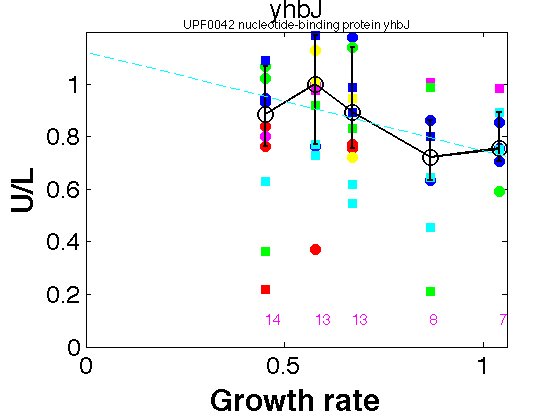 yhbJ
UPF0042 nucleotide-binding protein yhbJ
U/L
1
0.8
0.6
0.4
0.2
0
14 13 13 8 7
0 0.5 1
Growth rate